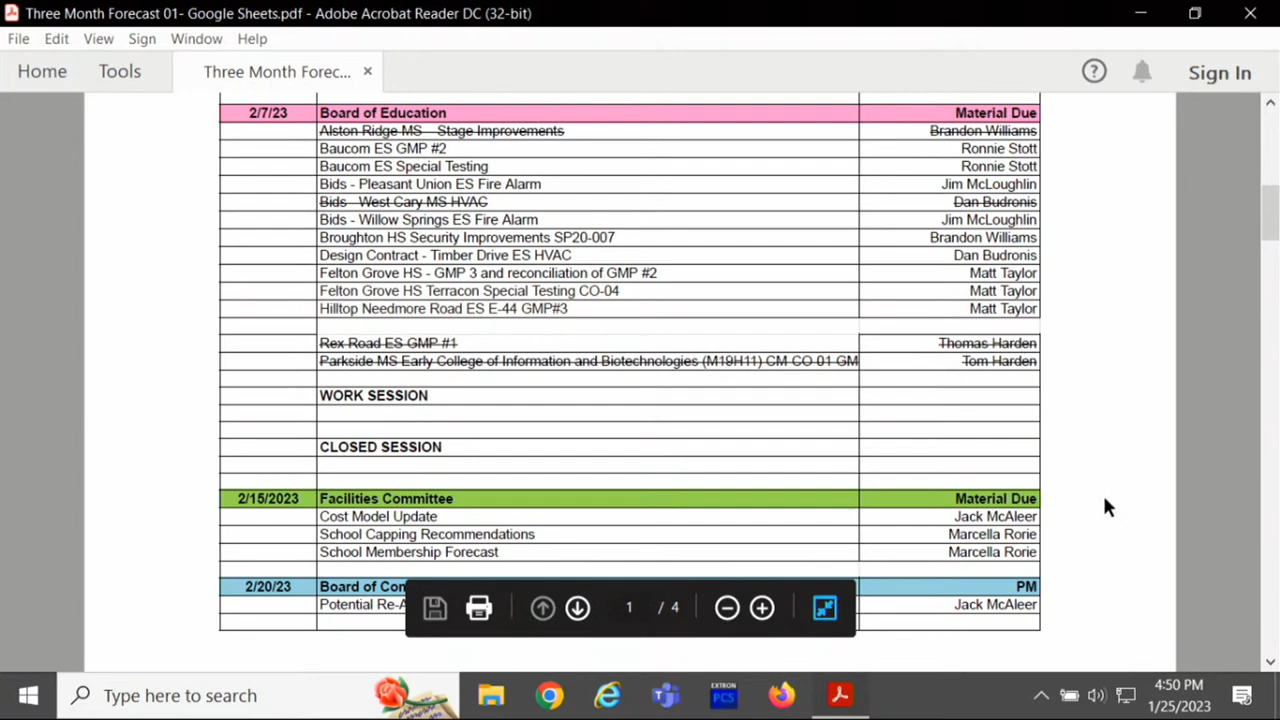 Three Month Forecast 01- Google Sheets.pdf - Adobe Acrobat Reader DC (32-bit)
File Edit View Sign Window Help
Home Tools Three Month Forec... Sign In
2/7/23 Board of Education Material Due
Alston Ridge MS - Stage Improvements Brandon Williams
Baucom ES GMP #2 Ronnie Stott
Baucom ES Special Testing Ronnie Stott
Bids - Pleasant Union ES Fire Alarm Jim McLoughlin
Bids - West Cary MS HVAC Dan Budronis
Bids - Willow Springs ES Fire Alarm Jim McLoughlin
Broughton HS Security Improvements SP20-007 Brandon Williams
Design Contract - Timber Drive ES HVAC Dan Budronis
Felton Grove HS - GMP 3 and reconciliation of GMP #2 Matt Taylor
Felton Grove HS Terracon Special Testing CO-04 Matt Taylor
Hilltop Needmore Road ES E-44 GMP#3 Matt Taylor
Rex Road ES GMP #1 Thomas Harden
Parkside MS Early College of Information and Biotechnologies (M19H11) CM CO 01 GM Tom Harden
WORK SESSION
CLOSED SESSION
2/15/2023 Facilities Committee Material Due
Cost Model Update Jack McAleer
School Capping Recommendations Marcella Rorie
School Membership Forecast Marcella Rorie
2/20/23 Board of Com PM
Potential Re-A Jack McAleer
1 / 4
Type here to search
EXTRON PCS
4:50 PM
1/25/2023